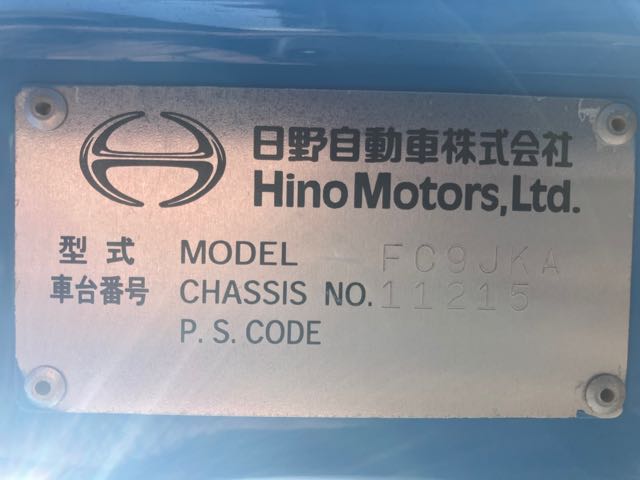 日野自動車株式会社
Hino Motors, Ltd.
型式 MODEL FC9JKA
車台番号 CHASSIS NO. 11215
P. S. CODE